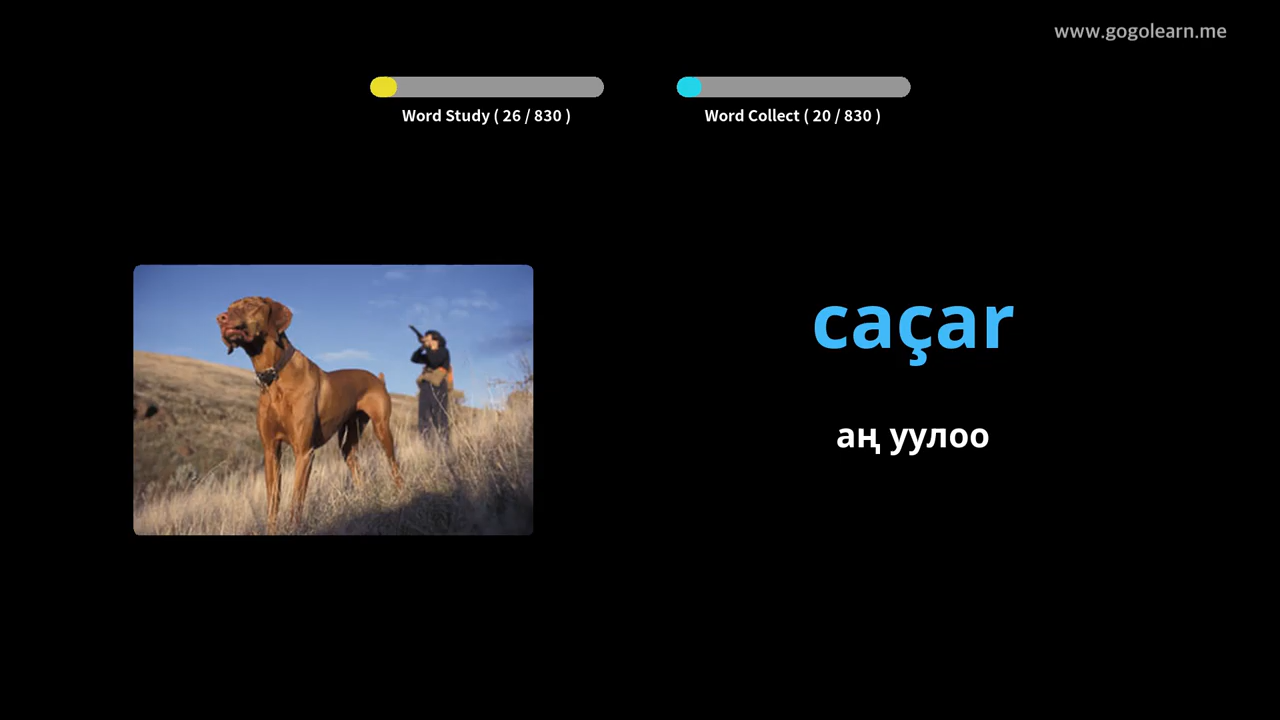 www.gogolearn.me
Word Study ( 26 / 830 )
Word Collect ( 20 / 830 )
caçar
аң уулоо